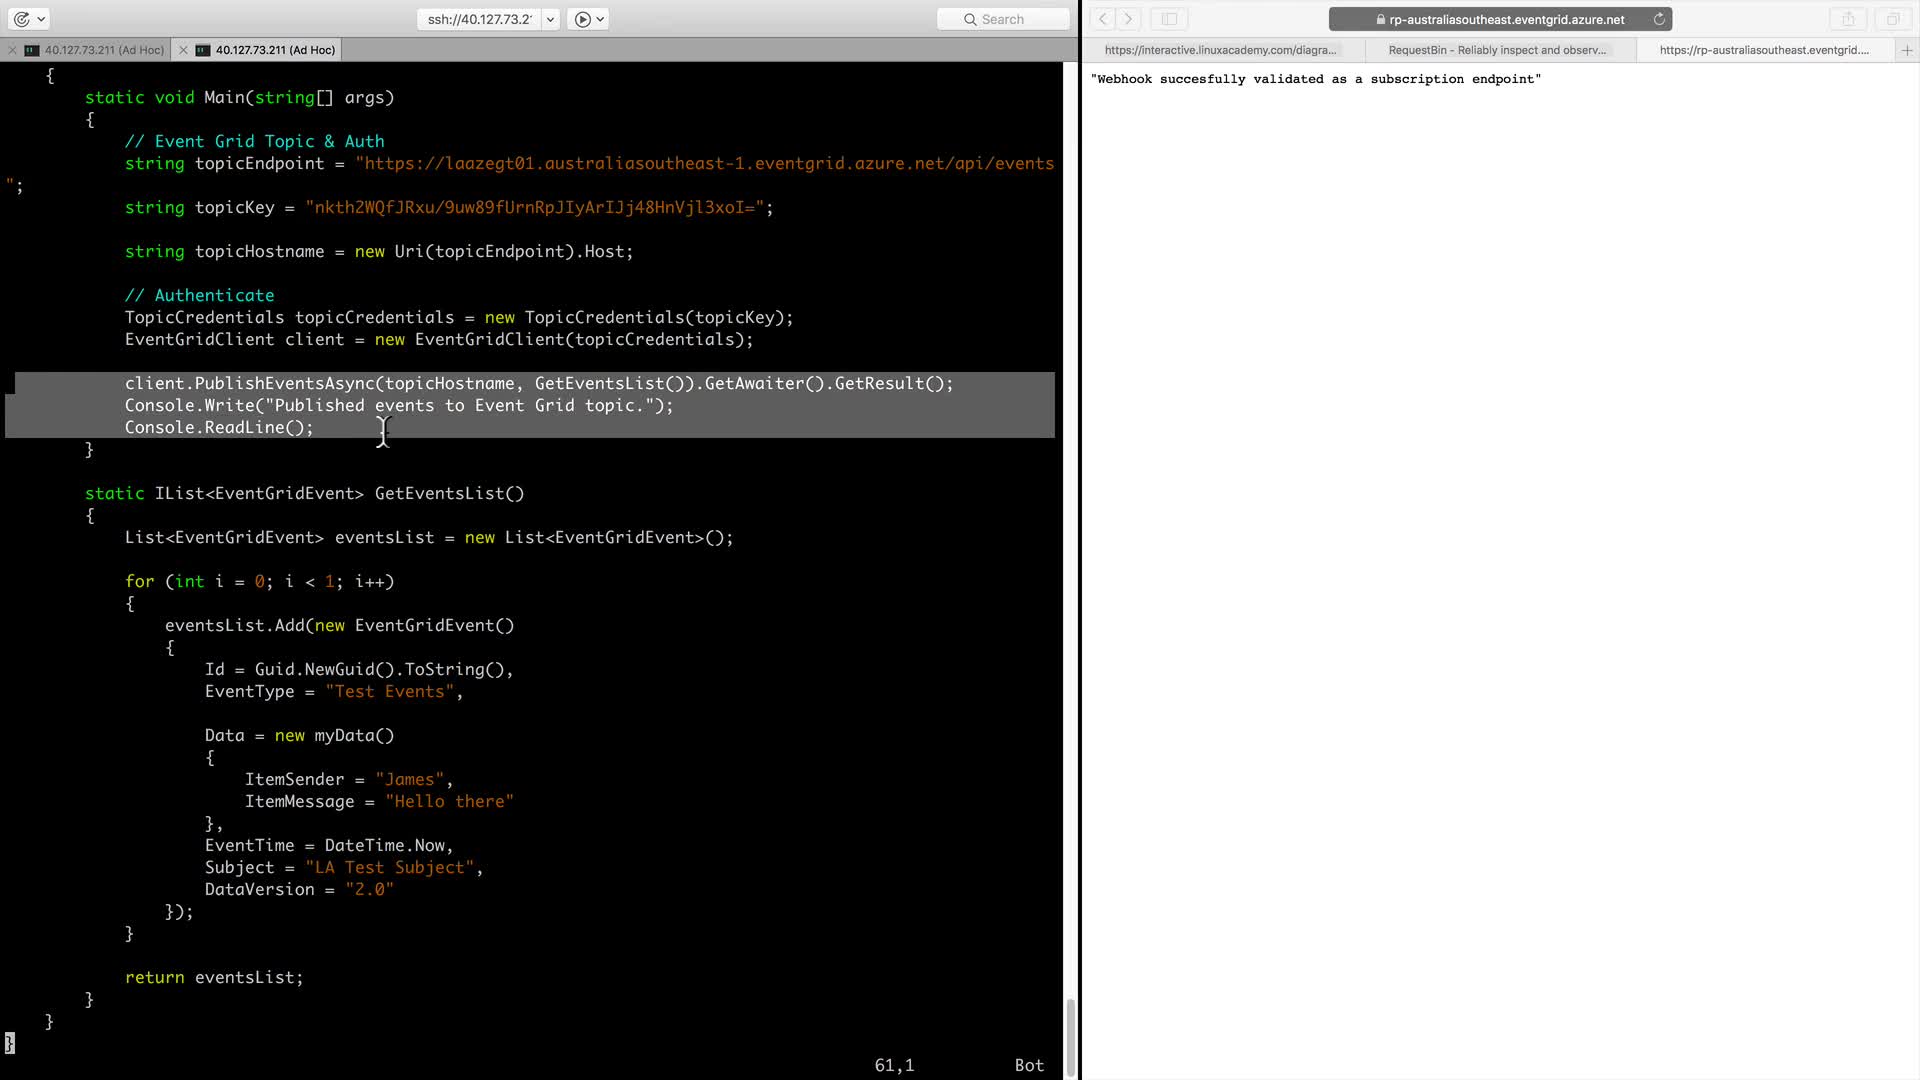 ssh://40.127.73.2
Search
40.127.73.211 (Ad Hoc)
40.127.73.211 (Ad Hoc)
{
static void Main(string[] args)
{
// Event Grid Topic & Auth
string topicEndpoint = "https://laazegt01.australiasoutheast-1.eventgrid.azure.net/api/events
";
string topicKey = "nkth2WQfJRxu/9uw89fUrnRpJIyArIJj48HnVjl3xoI=";
string topicHostname = new Uri(topicEndpoint).Host;
// Authenticate
TopicCredentials topicCredentials = new TopicCredentials(topicKey);
EventGridClient client = new EventGridClient(topicCredentials);
client.PublishEventsAsync(topicHostname, GetEventsList()).GetAwaiter().GetResult();
Console.Write("Published events to Event Grid topic.");
Console.ReadLine();
}
static IList<EventGridEvent> GetEventsList()
{
List<EventGridEvent> eventsList = new List<EventGridEvent>();
for (int i = 0; i < 1; i++)
{
eventsList.Add(new EventGridEvent()
{
Id = Guid.NewGuid().ToString(),
EventType = "Test Events",
Data = new myData()
{
ItemSender = "James",
ItemMessage = "Hello there"
},
EventTime = DateTime.Now,
Subject = "LA Test Subject",
DataVersion = "2.0"
});
}
return eventsList;
}
}
}
61,1
Bot
rp-australiasoutheast.eventgrid.azure.net
https://interactive.linuxacademy.com/diagra...
RequestBin - Reliably inspect and observ...
https://rp-australiasoutheast.eventgrid....
"Webhook succesfully validated as a subscription endpoint"